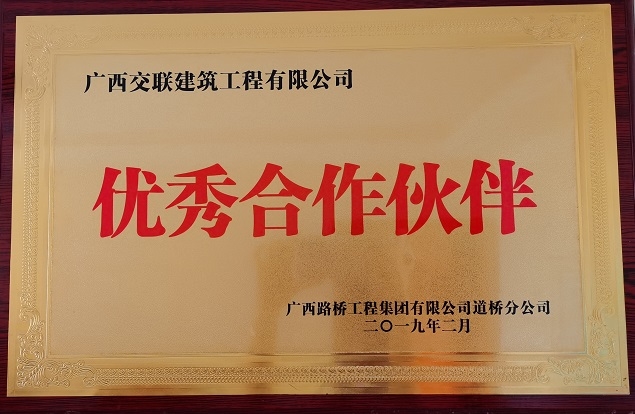 广西交联建筑工程有限公司
优秀合作伙伴
广西路桥工程集团有限公司道桥分公司
二〇一九年二月